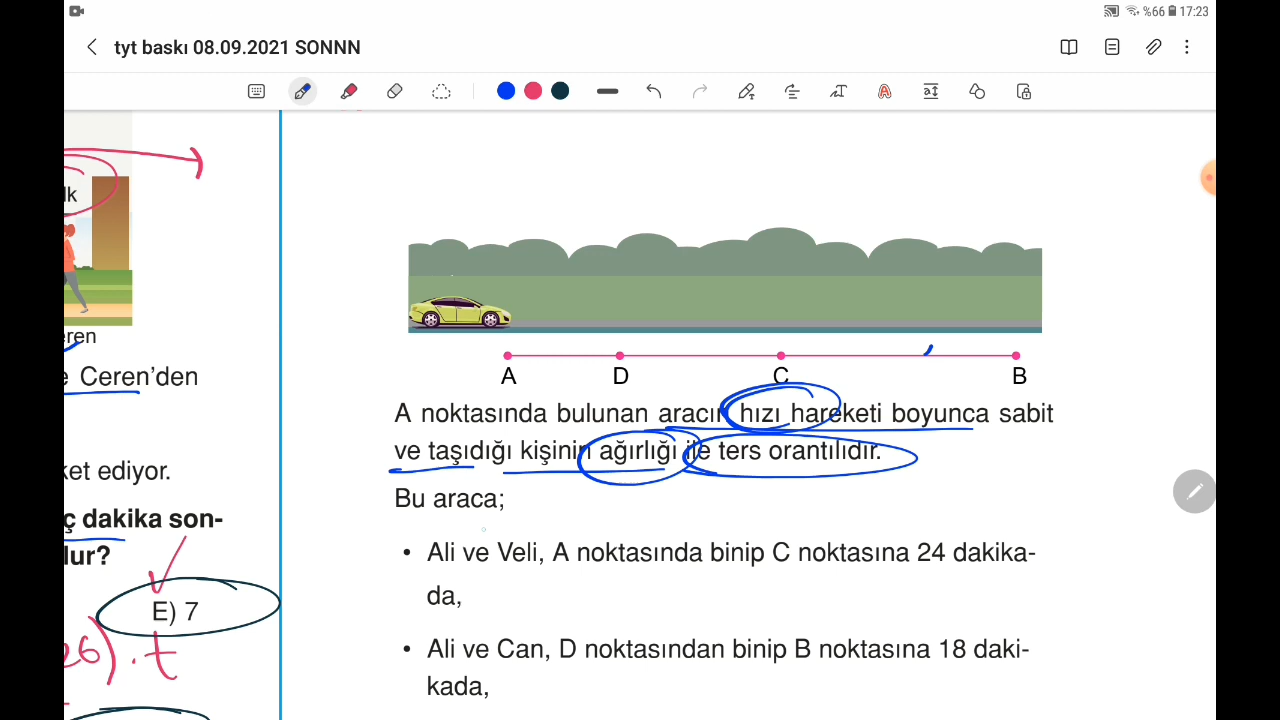 %66 17:23
tyt baskı 08.09.2021 SONNN
lk
eren
e Ceren'den
ket ediyor.
ç dakika son-
lur?
E) 7
26).t
A D C B
A noktasında bulunan aracın hızı hareketi boyunca sabit
ve taşıdığı kişinin ağırlığı ile ters orantılıdır.
Bu araca;
• Ali ve Veli, A noktasında binip C noktasına 24 dakika-
da,
• Ali ve Can, D noktasından binip B noktasına 18 daki-
kada,